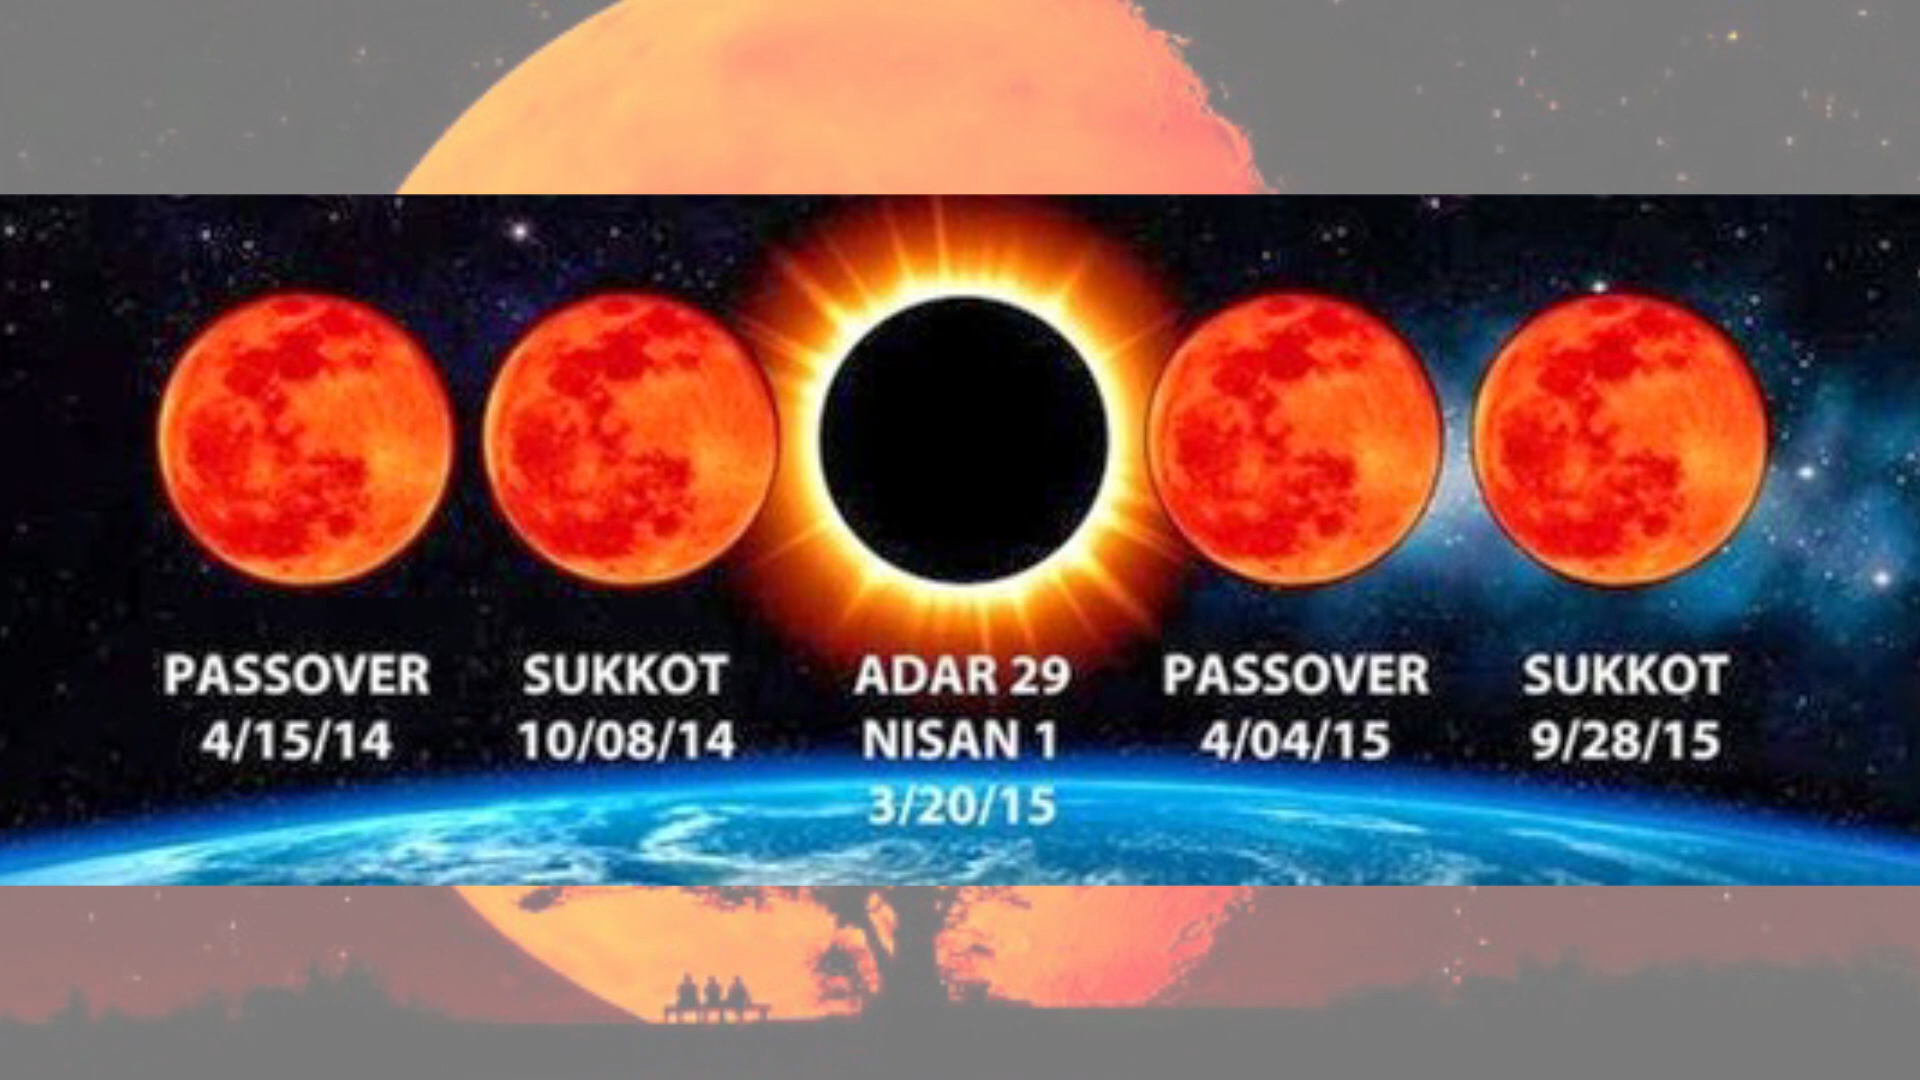 PASSOVER
4/15/14
SUKKOT
10/08/14
ADAR 29
NISAN 1
3/20/15
PASSOVER
4/04/15
SUKKOT
9/28/15